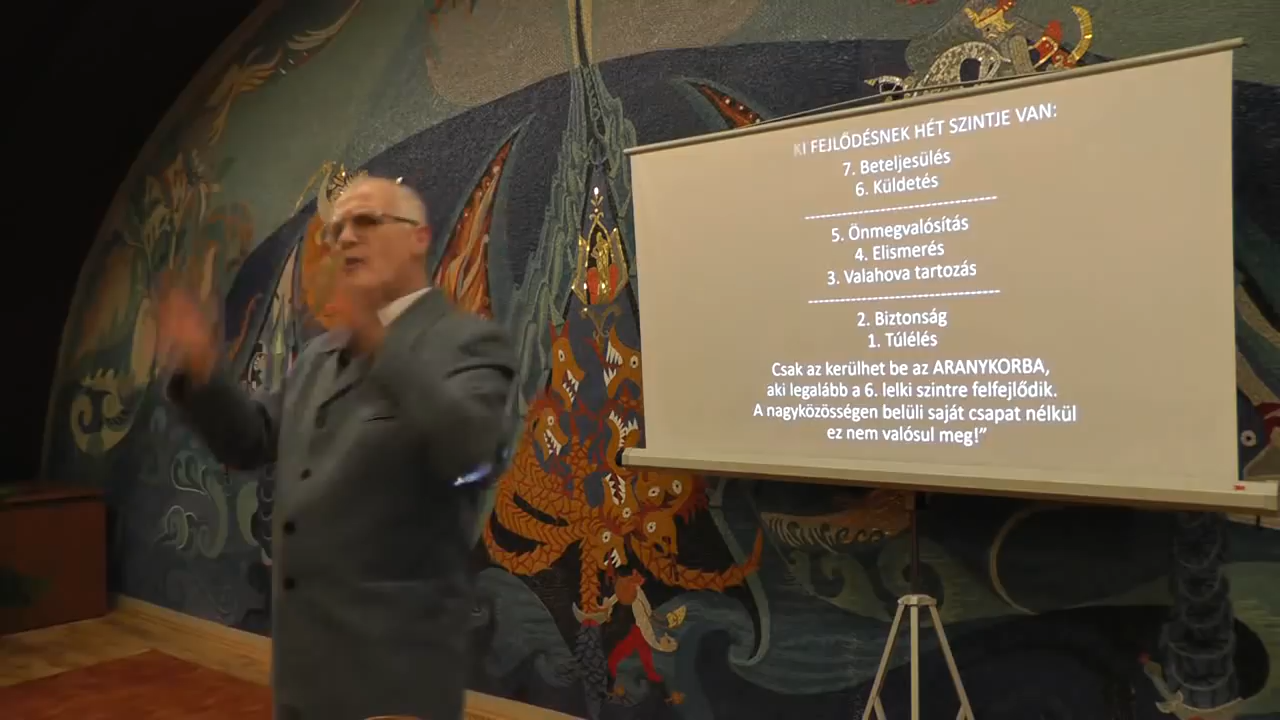 KI FEJLŐDÉSNEK HÉT SZINTJE VAN:
7. Beteljesülés
6. Küldetés
-----------------------------
5. Önmegvalósítás
4. Elismerés
3. Valahova tartozás
-----------------------------
2. Biztonság
1. Túlélés
Csak az kerülhet be az ARANYKORBA,
aki legalább a 6. lelki szintre felfejlődik.
A nagyközösségen belüli saját csapat nélkül
ez nem valósul meg!”